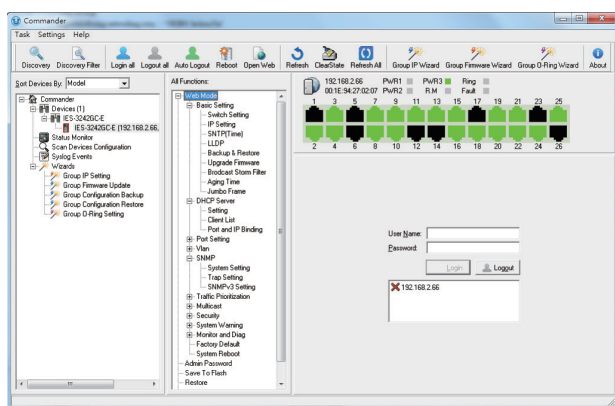 Commander
Task Settings Help
Discovery Discovery Filter Login all Logout all Auto Logout Reboot Open Web Refresh ClearState Refresh All Group IP Wizard Group Firmware Wizard Group O-Ring Wizard About
Sort Devices By: Model
Commander
Devices (1)
IES-3242GC-E
IES-3242GC-E (192.168.2.66,
Status Monitor
Scan Devices Configuration
Syslog Events
Wizards
Group IP Setting
Group Firmware Update
Group Configuration Backup
Group Configuration Restore
Group O-Ring Setting
All Functions:
Web Mode
Basic Setting
Switch Setting
IP Setting
SNTP(Time)
LLDP
Backup & Restore
Upgrade Firmware
Brodcast Storm Filter
Aging Time
Jumbo Frame
DHCP Server
Setting
Client List
Port and IP Binding
Port Setting
Vlan
SNMP
System Setting
Trap Setting
SNMPv3 Setting
Traffic Prioritization
Multicast
Security
System Warning
Monitor and Diag
Factory Default
System Reboot
Admin Password
Save To Flash
Restore
192.168.2.66 PWR1 PWR3 Ring
00:1E:94:27:02:07 PWR2 R.M Fault
1 3 5 7 9 11 13 15 17 19 21 23 25
2 4 6 8 10 12 14 16 18 20 22 24 26
User Name:
Password:
Login Logout
192.168.2.66